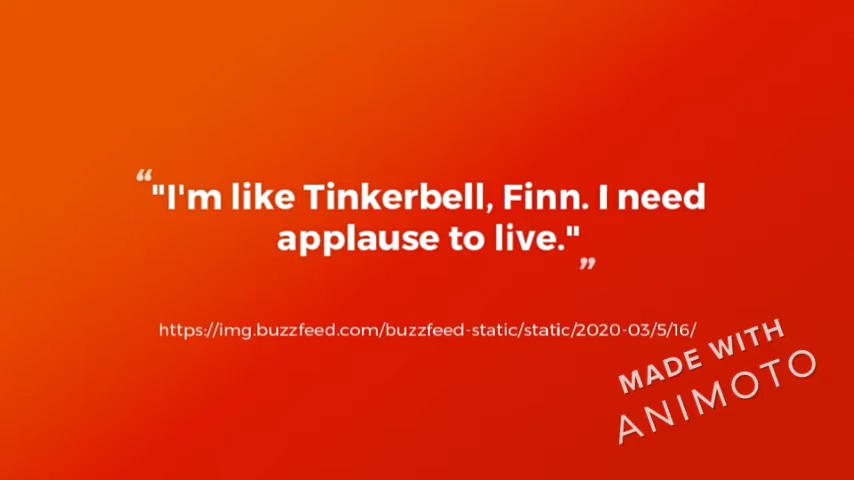 “"I'm like Tinkerbell, Finn. I need
applause to live."”
https://img.buzzfeed.com/buzzfeed-static/static/2020-03/5/16/
MADE WITH
ANIMOTO